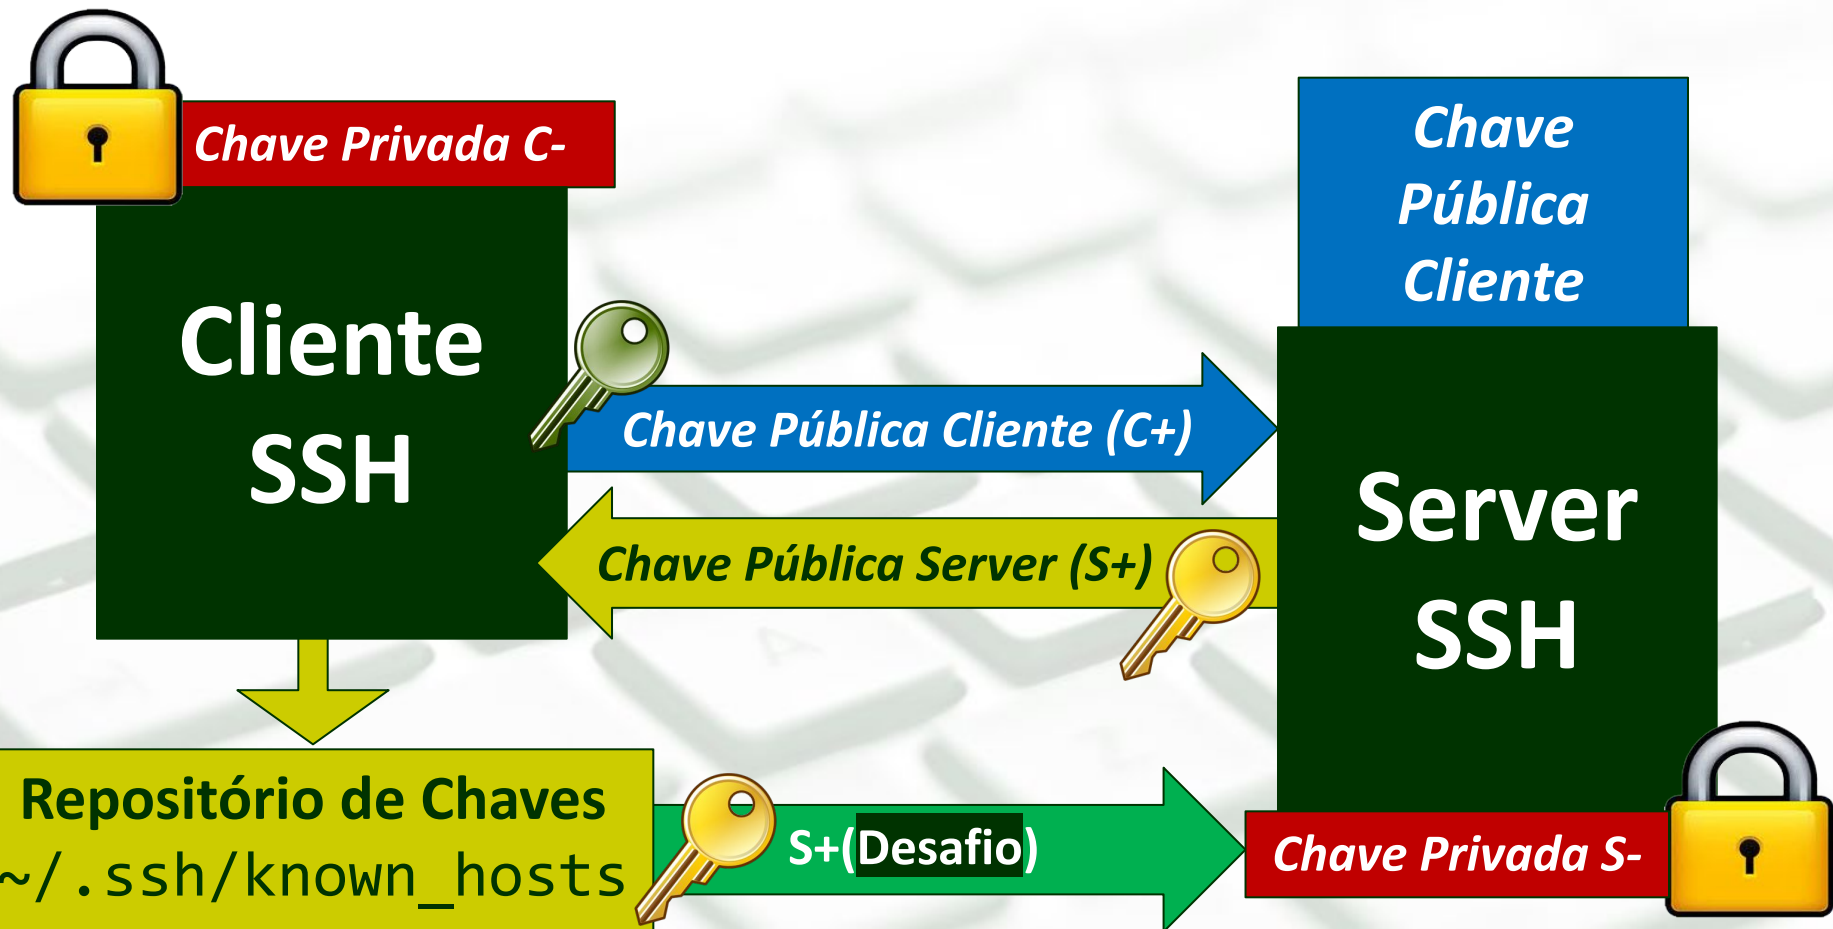 Chave Privada C-
Chave
Pública
Cliente
Cliente
SSH
Chave Pública Cliente (C+)
Chave Pública Server (S+)
Server
SSH
Repositório de Chaves
~/.ssh/known_hosts
S+(Desafio)
Chave Privada S-